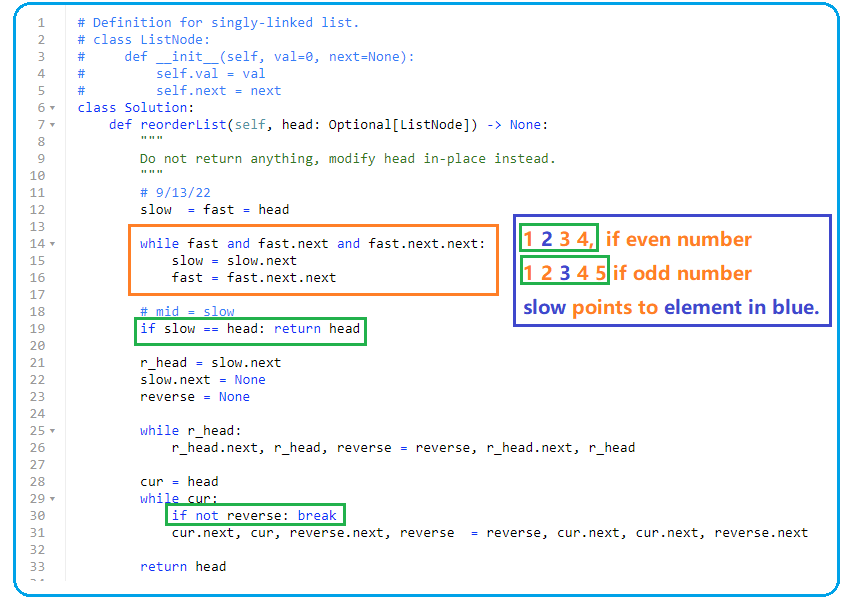 1 # Definition for singly-linked list.
2 # class ListNode:
3 #     def __init__(self, val=0, next=None):
4 #         self.val = val
5 #         self.next = next
6 class Solution:
7     def reorderList(self, head: Optional[ListNode]) -> None:
8         """
9         Do not return anything, modify head in-place instead.
10         """
11         # 9/13/22
12         slow  = fast = head
13
14         while fast and fast.next and fast.next.next:
15             slow = slow.next
16             fast = fast.next.next
17
18         # mid = slow
19         if slow == head: return head
20
21         r_head = slow.next
22         slow.next = None
23         reverse = None
24
25         while r_head:
26             r_head.next, r_head, reverse = reverse, r_head.next, r_head
27
28         cur = head
29         while cur:
30             if not reverse: break
31             cur.next, cur, reverse.next, reverse  = reverse, cur.next, cur.next, reverse.next
32
33         return head
1 2 3 4, if even number
1 2 3 4 5 if odd number
slow points to element in blue.